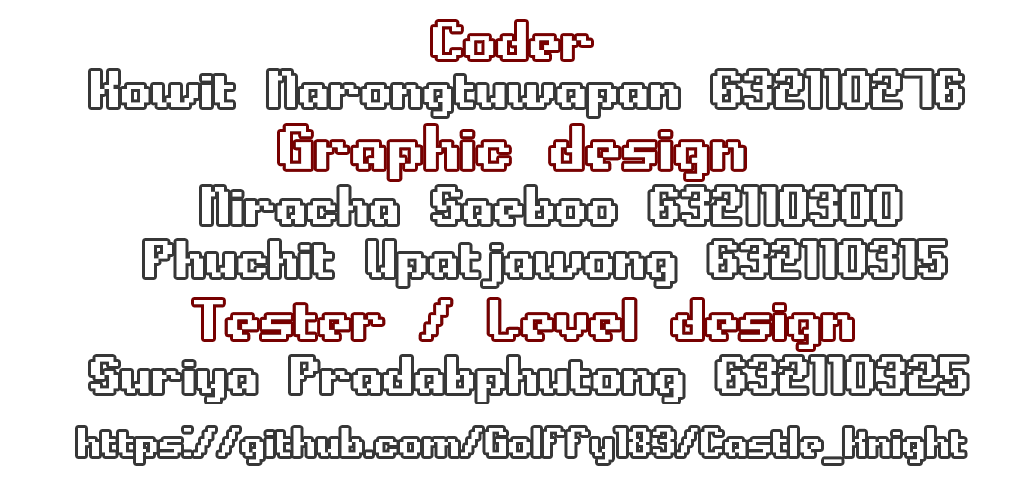 Coder
Kowit Narongtuwapan 632110276
Graphic design
Niracha Saeboo 632110300
Phuchit Upatjawong 632110315
Tester / Level design
Suriya Pradabphutong 632110325
https://github.com/Golffy183/Castle_Knight